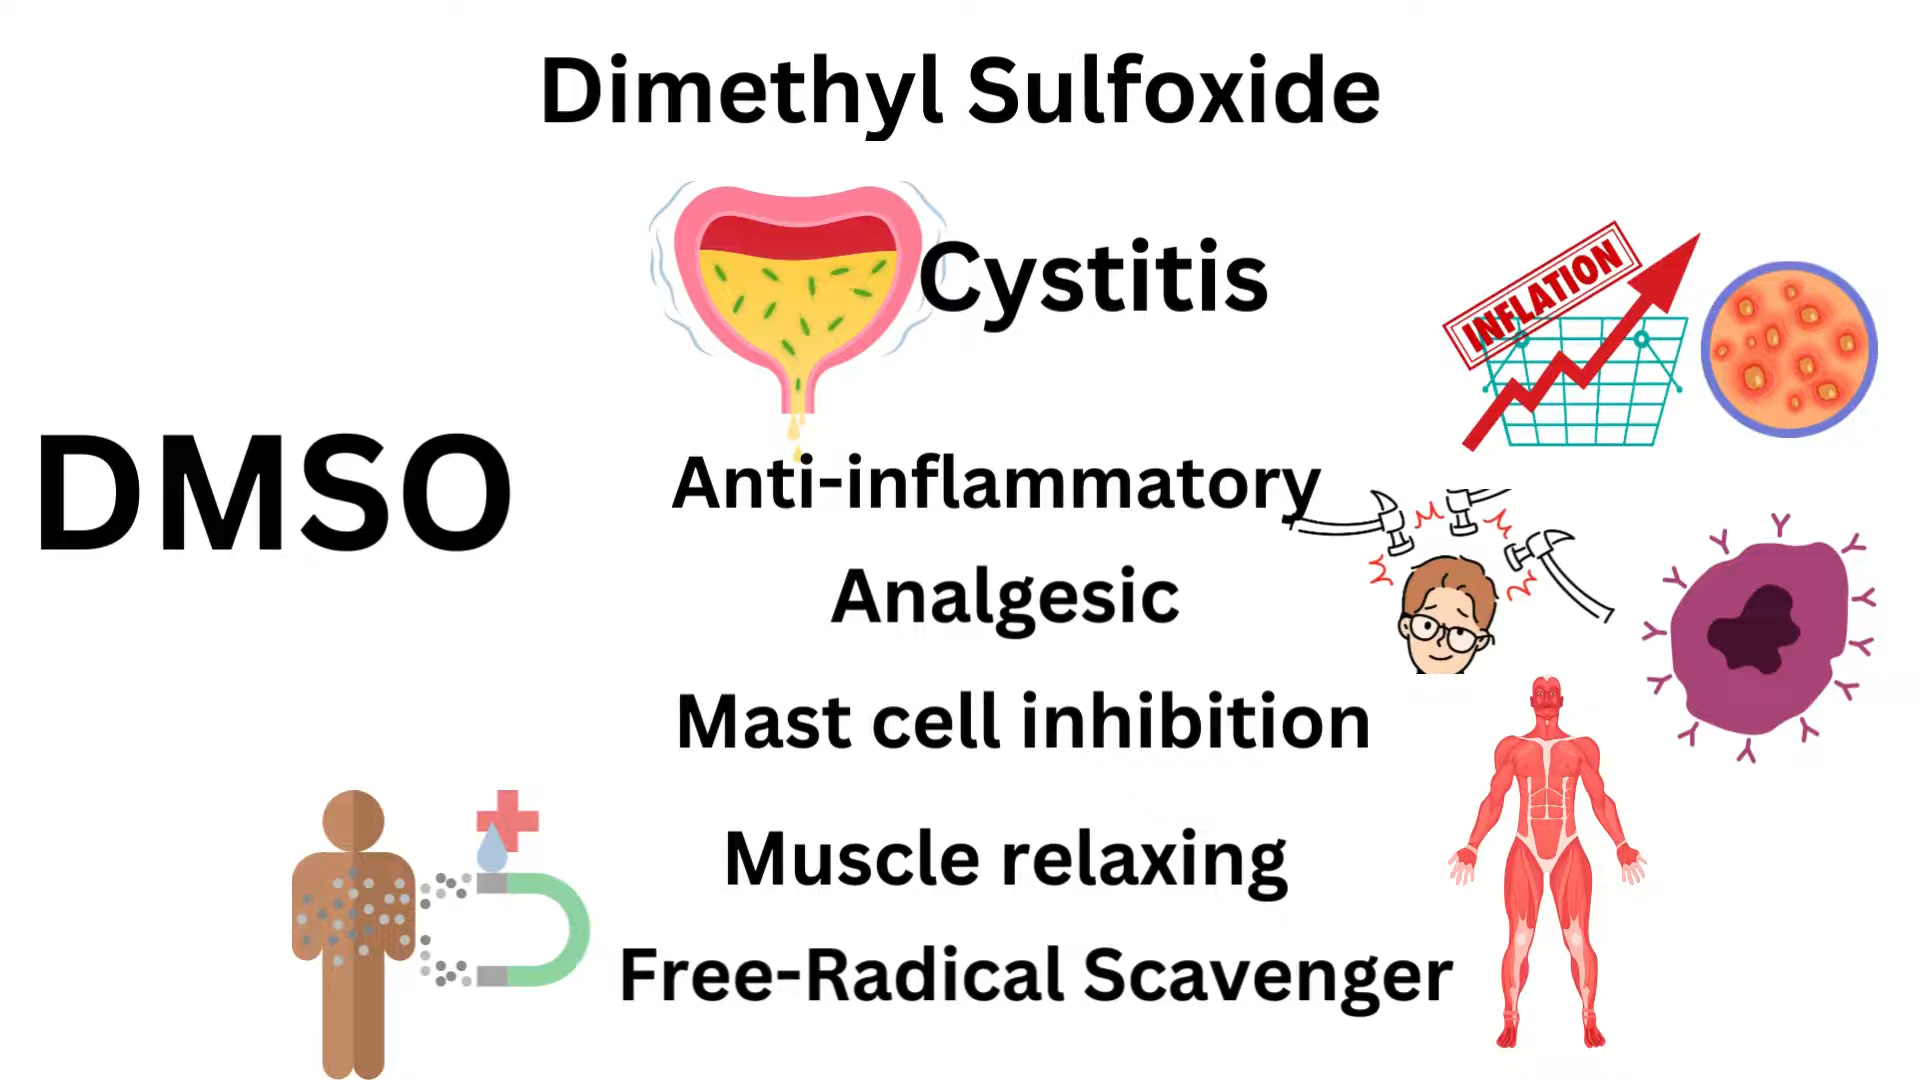 Dimethyl Sulfoxide
Cystitis
INFLATION
DMSO
Anti-inflammatory
Analgesic
Mast cell inhibition
Muscle relaxing
Free-Radical Scavenger